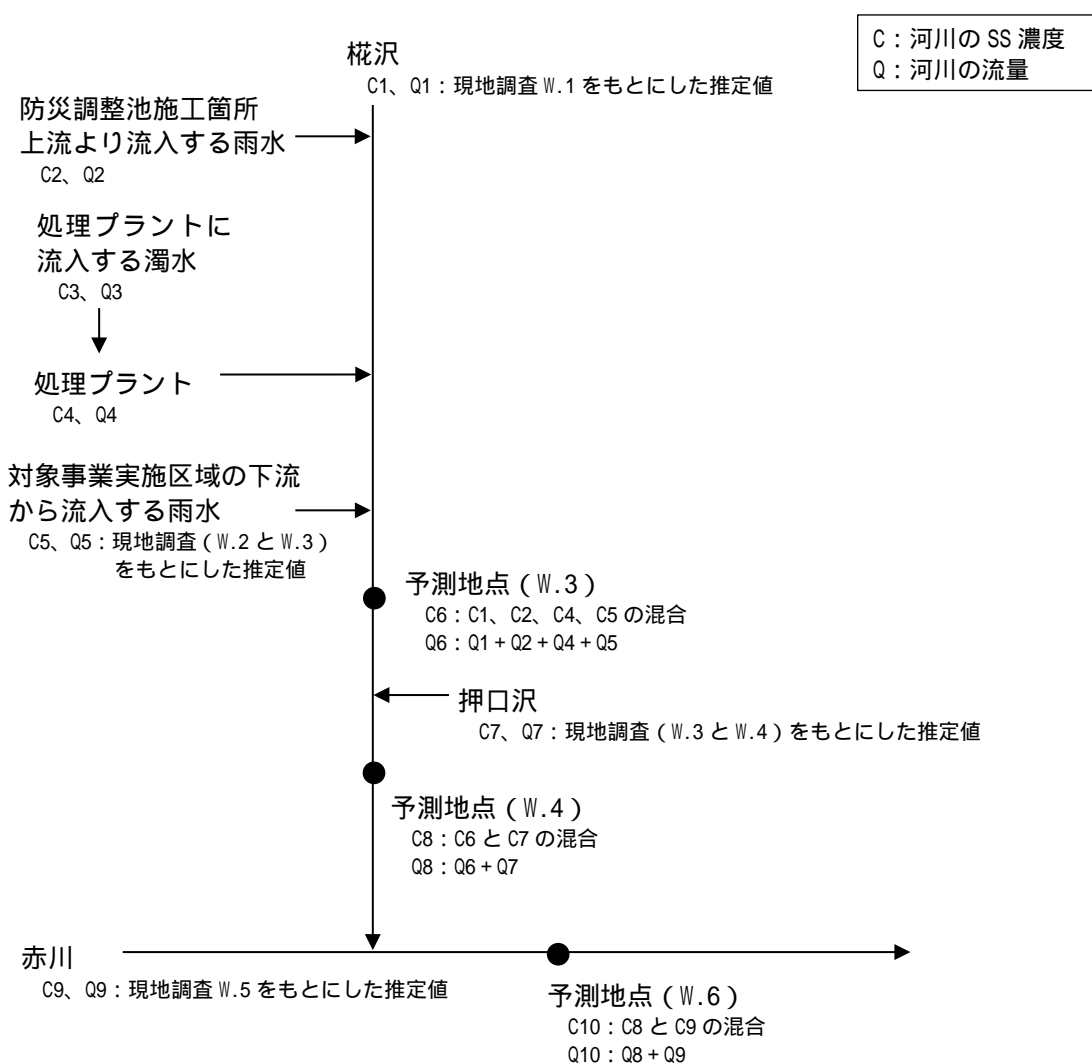 C：河川の SS 濃度
Q：河川の流量
椛沢
C1、Q1：現地調査 W.1 をもとにした推定値
防災調整池施工箇所
上流より流入する雨水
C2、Q2
処理プラントに
流入する濁水
C3、Q3
処理プラント
C4、Q4
対象事業実施区域の下流
から流入する雨水
C5、Q5：現地調査（W.2 と W.3）
をもとにした推定値
予測地点（W.3）
C6：C1、C2、C4、C5 の混合
Q6：Q1＋Q2＋Q4＋Q5
押口沢
C7、Q7：現地調査（W.3 と W.4）をもとにした推定値
予測地点（W.4）
C8：C6 と C7 の混合
Q8：Q6＋Q7
赤川
C9、Q9：現地調査 W.5 をもとにした推定値
予測地点（W.6）
C10：C8 と C9 の混合
Q10：Q8＋Q9